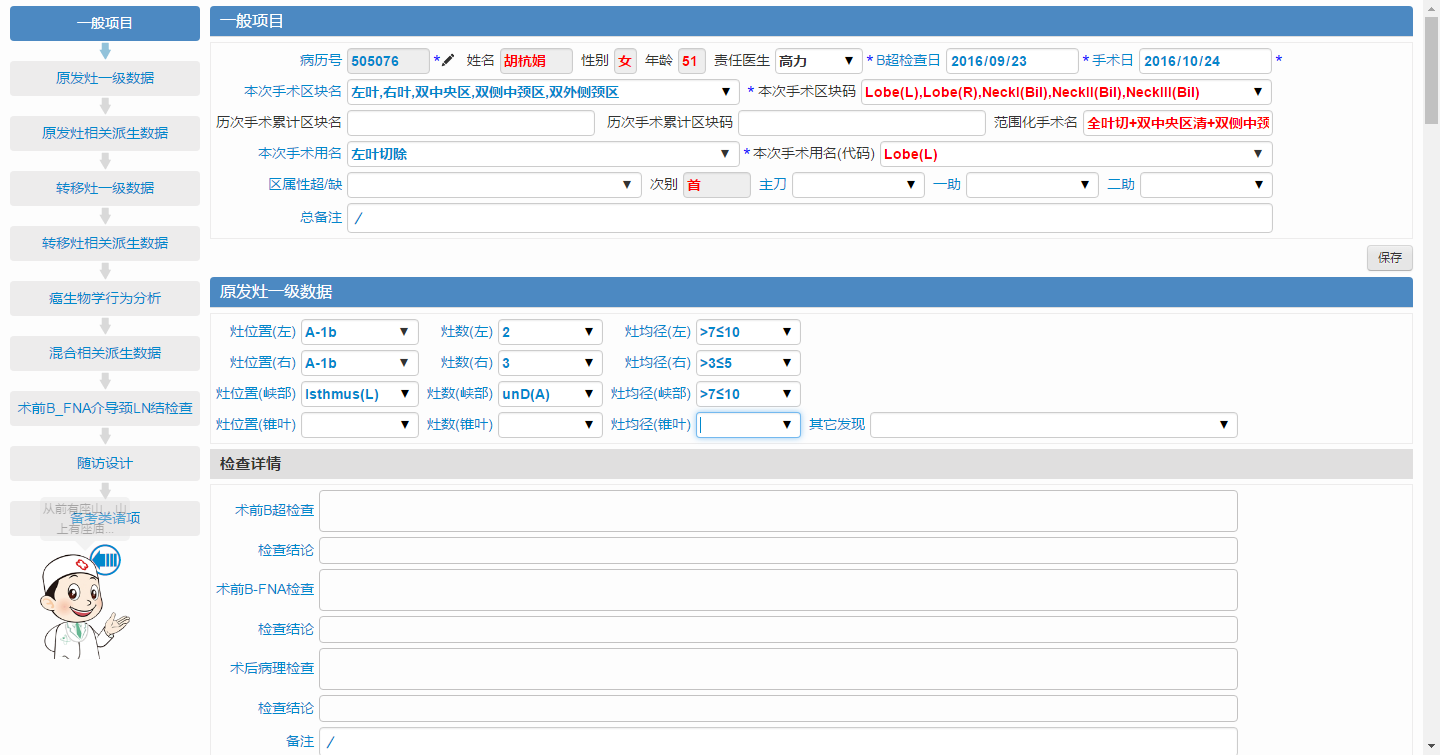 一般项目
原发灶一级数据
原发灶相关派生数据
转移灶一级数据
转移灶相关派生数据
癌生物学行为分析
混合相关派生数据
术前B_FNA介导颈LN结检查
随访设计
备考类诸项
从前有座山，山
上有座庙...
一般项目
病历号 505076 * 姓名 胡杭娟 性别 女 年龄 51 责任医生 高力 * B超检查日 2016/09/23 * 手术日 2016/10/24 *
本次手术区块名 左叶,右叶,双中央区,双侧中颈区,双外侧颈区 * 本次手术区块码 Lobe(L),Lobe(R),NeckI(Bil),NeckII(Bil),NeckIII(Bil)
历次手术累计区块名 历次手术累计区块码 范围化手术名 全叶切+双中央区清+双侧中颈
本次手术用名 左叶切除 * 本次手术用名(代码) Lobe(L)
区属性超/缺 次别 首 主刀 一助 二助
总备注 /
保存
原发灶一级数据
灶位置(左) A-1b 灶数(左) 2 灶均径(左) >7≤10
灶位置(右) A-1b 灶数(右) 3 灶均径(右) >3≤5
灶位置(峡部) Isthmus(L) 灶数(峡部) unD(A) 灶均径(峡部) >7≤10
灶位置(锥叶) 灶数(锥叶) 灶均径(锥叶) 其它发现
检查详情
术前B超检查
检查结论
术前B-FNA检查
检查结论
术后病理检查
检查结论
备注 /